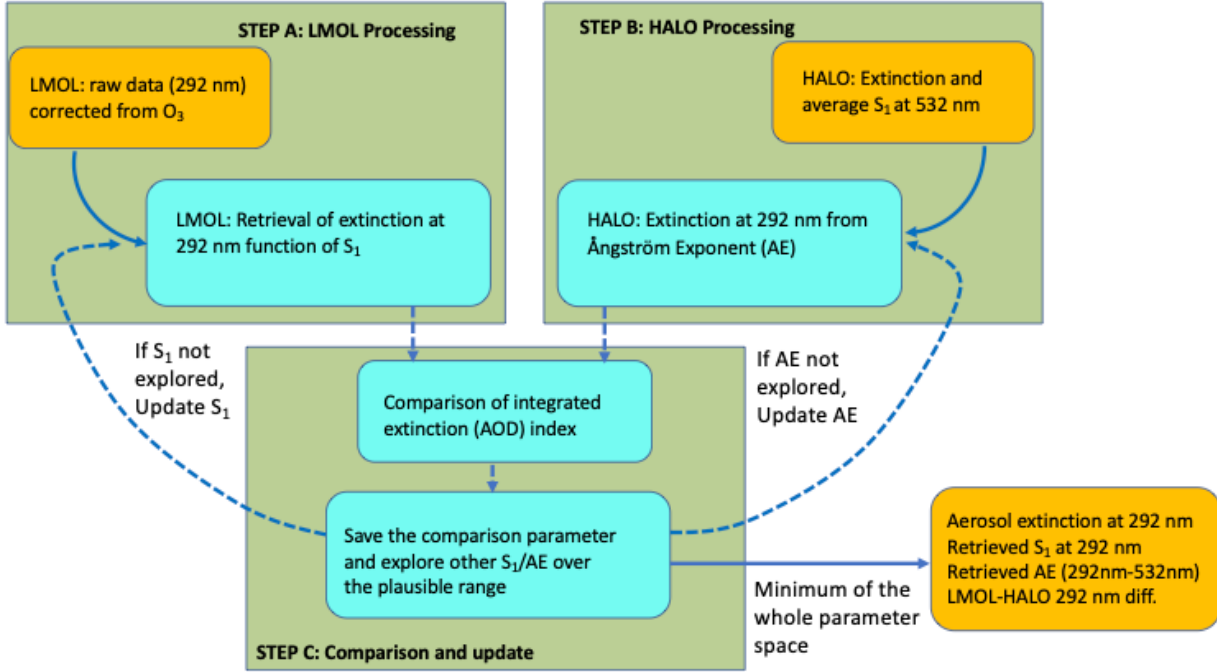 STEP A: LMOL Processing
LMOL: raw data (292 nm)
corrected from O₃
LMOL: Retrieval of extinction at
292 nm function of S₁
STEP B: HALO Processing
HALO: Extinction and
average S₁ at 532 nm
HALO: Extinction at 292 nm from
Ångström Exponent (AE)
If S₁ not
explored,
Update S₁
If AE not
explored,
Update AE
Comparison of integrated
extinction (AOD) index
Save the comparison parameter
and explore other S₁/AE over
the plausible range
STEP C: Comparison and update
Minimum of the
whole parameter
space
Aerosol extinction at 292 nm
Retrieved S₁ at 292 nm
Retrieved AE (292nm-532nm)
LMOL-HALO 292 nm diff.